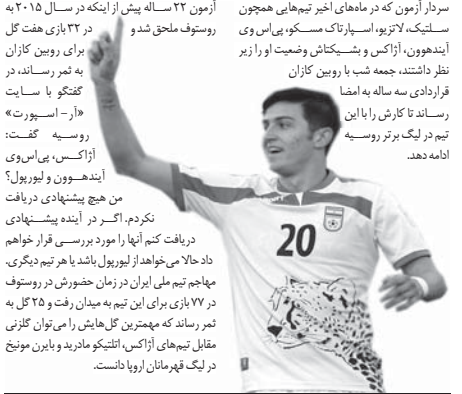 سردار آزمون که در ماه‌های اخیر تیم‌هایی همچون
سلتیک، لاتزیو، اسپارتاک مسکو، پی‌اس وی
آیندهوون، آژاکس و بشیکتاش وضعیت او را زیر
نظر داشتند، جمعه شب با روبین کازان
قراردادی سه ساله به امضا
رساند تا کارش را با این
تیم در لیگ برتر روسیه
ادامه دهد.
آزمون ۲۲ ساله پیش از اینکه در سال ۲۰۱۵ به
روستوف ملحق شد و در ۳۲ بازی هفت گل
برای روبین کازان
به ثمر رساند، در
گفتگو با سایت
«آر - اسپورت»
روسیه گفت:
آژاکس، پی‌اس‌وی
آیندهوون و لیورپول؟
من هیچ پیشنهادی دریافت
نکردم. اگر در آینده پیشنهادی
دریافت کنم آنها را مورد بررسی قرار خواهم
داد حالا می‌خواهد از لیورپول باشد یا هر تیم دیگری.
مهاجم تیم ملی ایران در زمان حضورش در روستوف
در ۷۷ بازی برای این تیم به میدان رفت و ۲۵ گل به
ثمر رساند که مهمترین گل‌هایش را می‌توان گلزنی
مقابل تیم‌های آژاکس، اتلتیکو مادرید و بایرن مونیخ
در لیگ قهرمانان اروپا دانست.
20